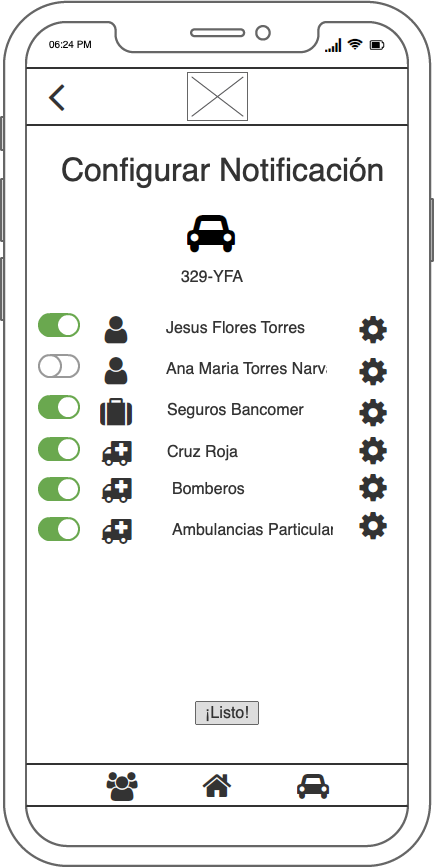 06:24 PM
Configurar Notificación
329-YFA
Jesus Flores Torres
Ana Maria Torres Narv
Seguros Bancomer
Cruz Roja
Bomberos
Ambulancias Particular
¡Listo!